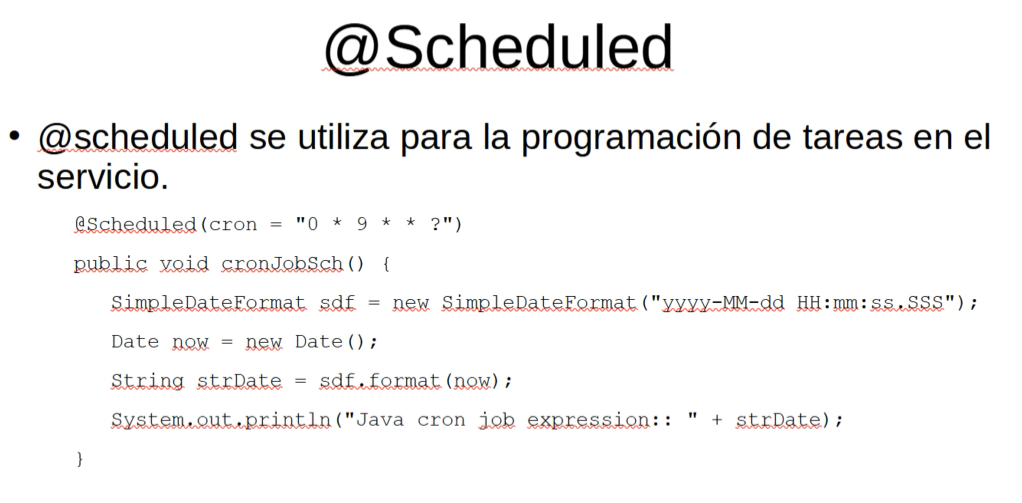 @Scheduled
• @scheduled se utiliza para la programación de tareas en el
servicio.
@Scheduled(cron = "0 * 9 * * ?")
public void cronJobSch() {
SimpleDateFormat sdf = new SimpleDateFormat("yyyy-MM-dd HH:mm:ss.SSS");
Date now = new Date();
String strDate = sdf.format(now);
System.out.println("Java cron job expression:: " + strDate);
}